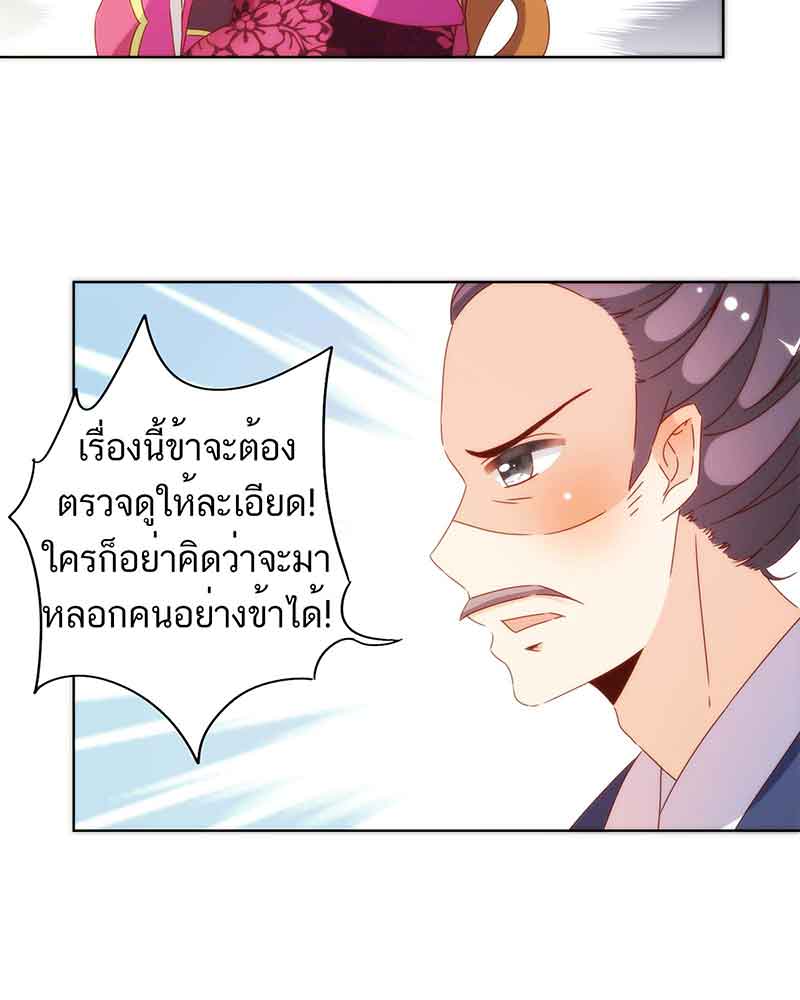 เรื่องนี้ข้าจะต้อง
ตรวจดูให้ละเอียด!
ใครก็อย่าคิดว่าจะมา
หลอกคนอย่างข้าได้!